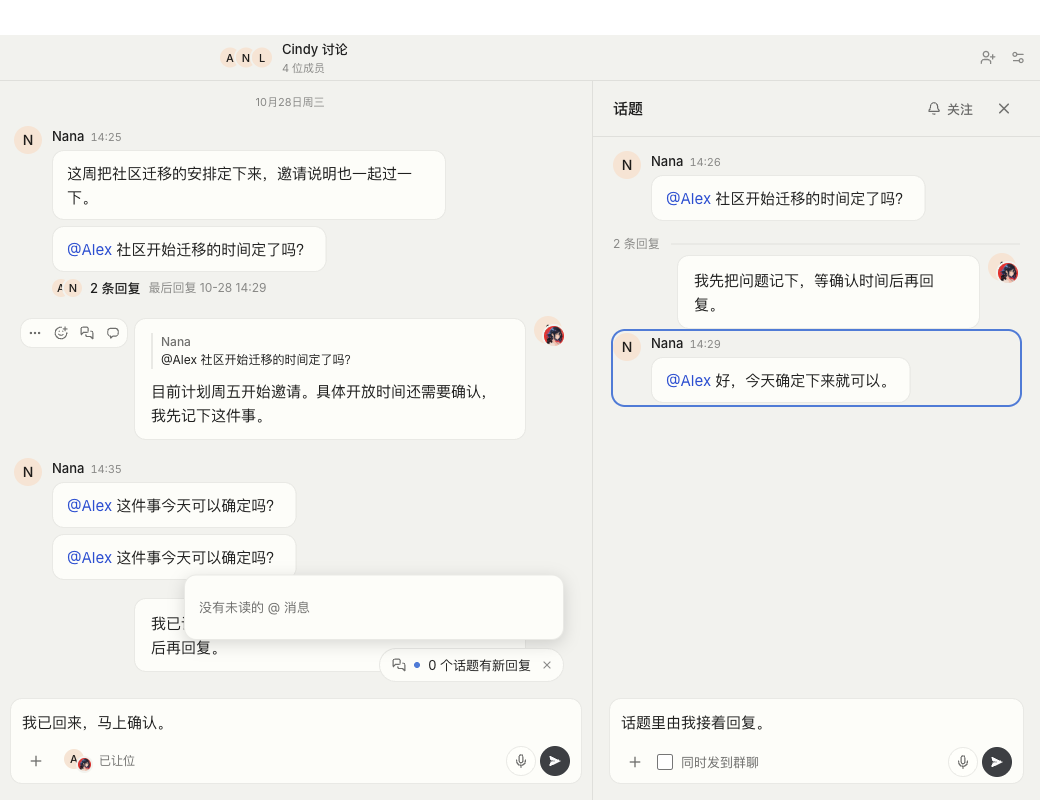 A N L
Cindy 讨论
4 位成员
10月28日周三
N
Nana 14:25
这周把社区迁移的安排定下来，邀请说明也一起过一
下。
@Alex 社区开始迁移的时间定了吗？
A N 2 条回复 最后回复 10-28 14:29
Nana
@Alex 社区开始迁移的时间定了吗？
目前计划周五开始邀请。具体开放时间还需要确认，
我先记下这件事。
N
Nana 14:35
@Alex 这件事今天可以确定吗？
@Alex 这件事今天可以确定吗？
没有未读的 @ 消息
我已
后再回复。
0 个话题有新回复
我已回来，马上确认。
A 已让位
话题
关注
N
Nana 14:26
@Alex 社区开始迁移的时间定了吗？
2 条回复
我先把问题记下，等确认时间后再回
复。
N
Nana 14:29
@Alex 好，今天确定下来就可以。
话题里由我接着回复。
同时发到群聊